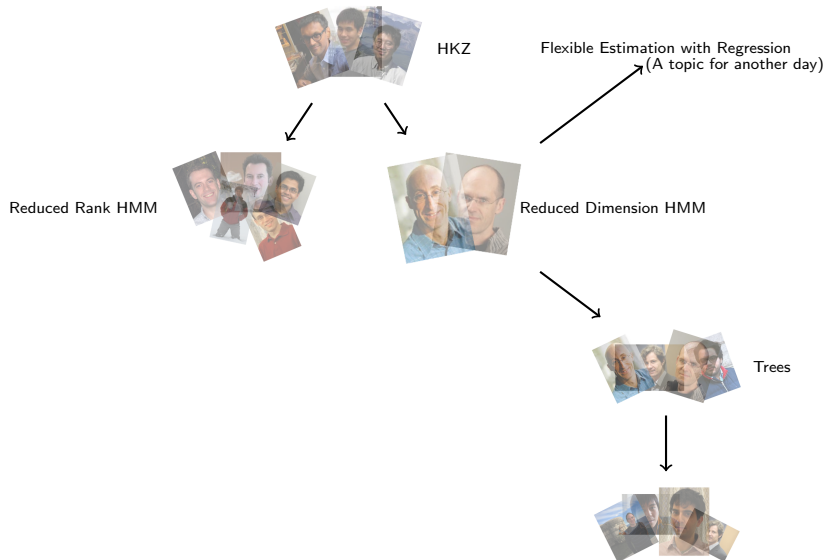 HKZ
Flexible Estimation with Regression
(A topic for another day)
Reduced Rank HMM
Reduced Dimension HMM
Trees